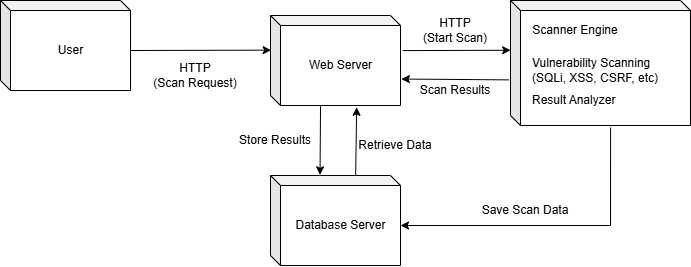 User
HTTP
(Scan Request)
Web Server
HTTP
(Start Scan)
Scan Results
Scanner Engine
Vulnerability Scanning
(SQLi, XSS, CSRF, etc)
Result Analyzer
Store Results
Retrieve Data
Database Server
Save Scan Data